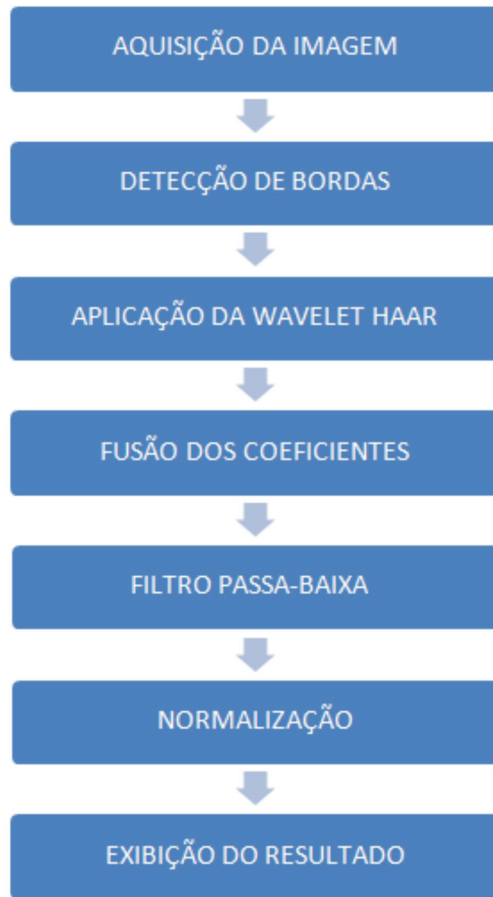 AQUISIÇÃO DA IMAGEM
DETECÇÃO DE BORDAS
APLICAÇÃO DA WAVELET HAAR
FUSÃO DOS COEFICIENTES
FILTRO PASSA-BAIXA
NORMALIZAÇÃO
EXIBIÇÃO DO RESULTADO